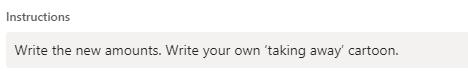 Instructions
Write the new amounts. Write your own ‘taking away’ cartoon.